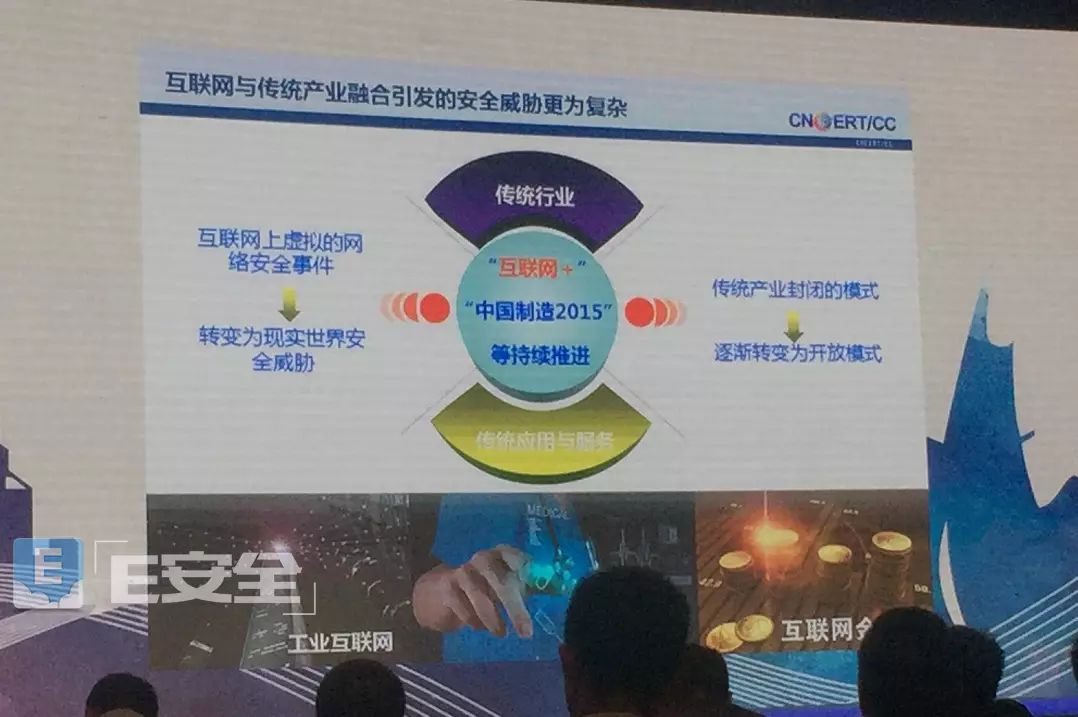 互联网与传统产业融合引发的安全威胁更为复杂
CNCERT/CC
传统行业
互联网上虚拟的网
络安全事件
转变为现实世界安
全威胁
“互联网+”
“中国制造2015”
等持续推进
传统产业封闭的模式
逐渐转变为开放模式
传统应用与服务
MEDICAL
E
E安全
工业互联网
互联网金